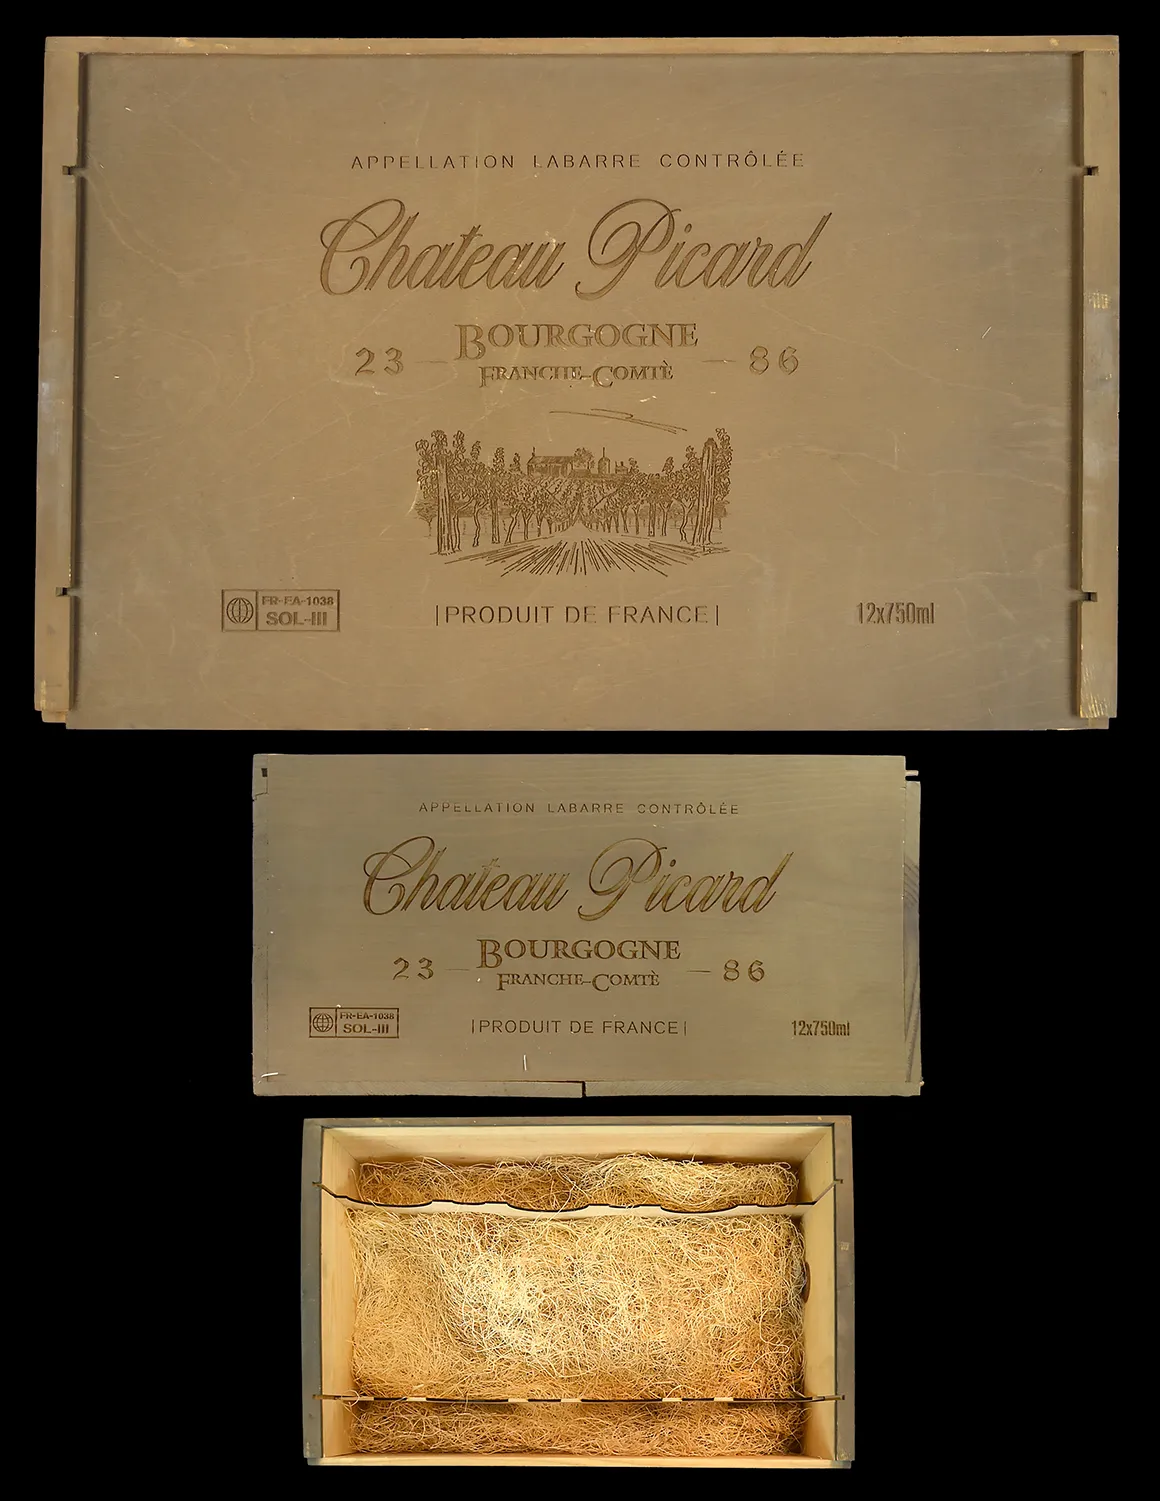 APPELLATION LABARRE CONTRÔLÉE
Chateau Picard
BOURGOGNE
23 — FRANCHE-COMTÈ — 86
FR-EA-1038
SOL-III
|PRODUIT DE FRANCE|
12x750ml
APPELLATION LABARRE CONTRÔLÉE
Chateau Picard
BOURGOGNE
23 — FRANCHE-COMTÈ — 86
FR-EA-1038
SOL-III
|PRODUIT DE FRANCE|
12x750ml